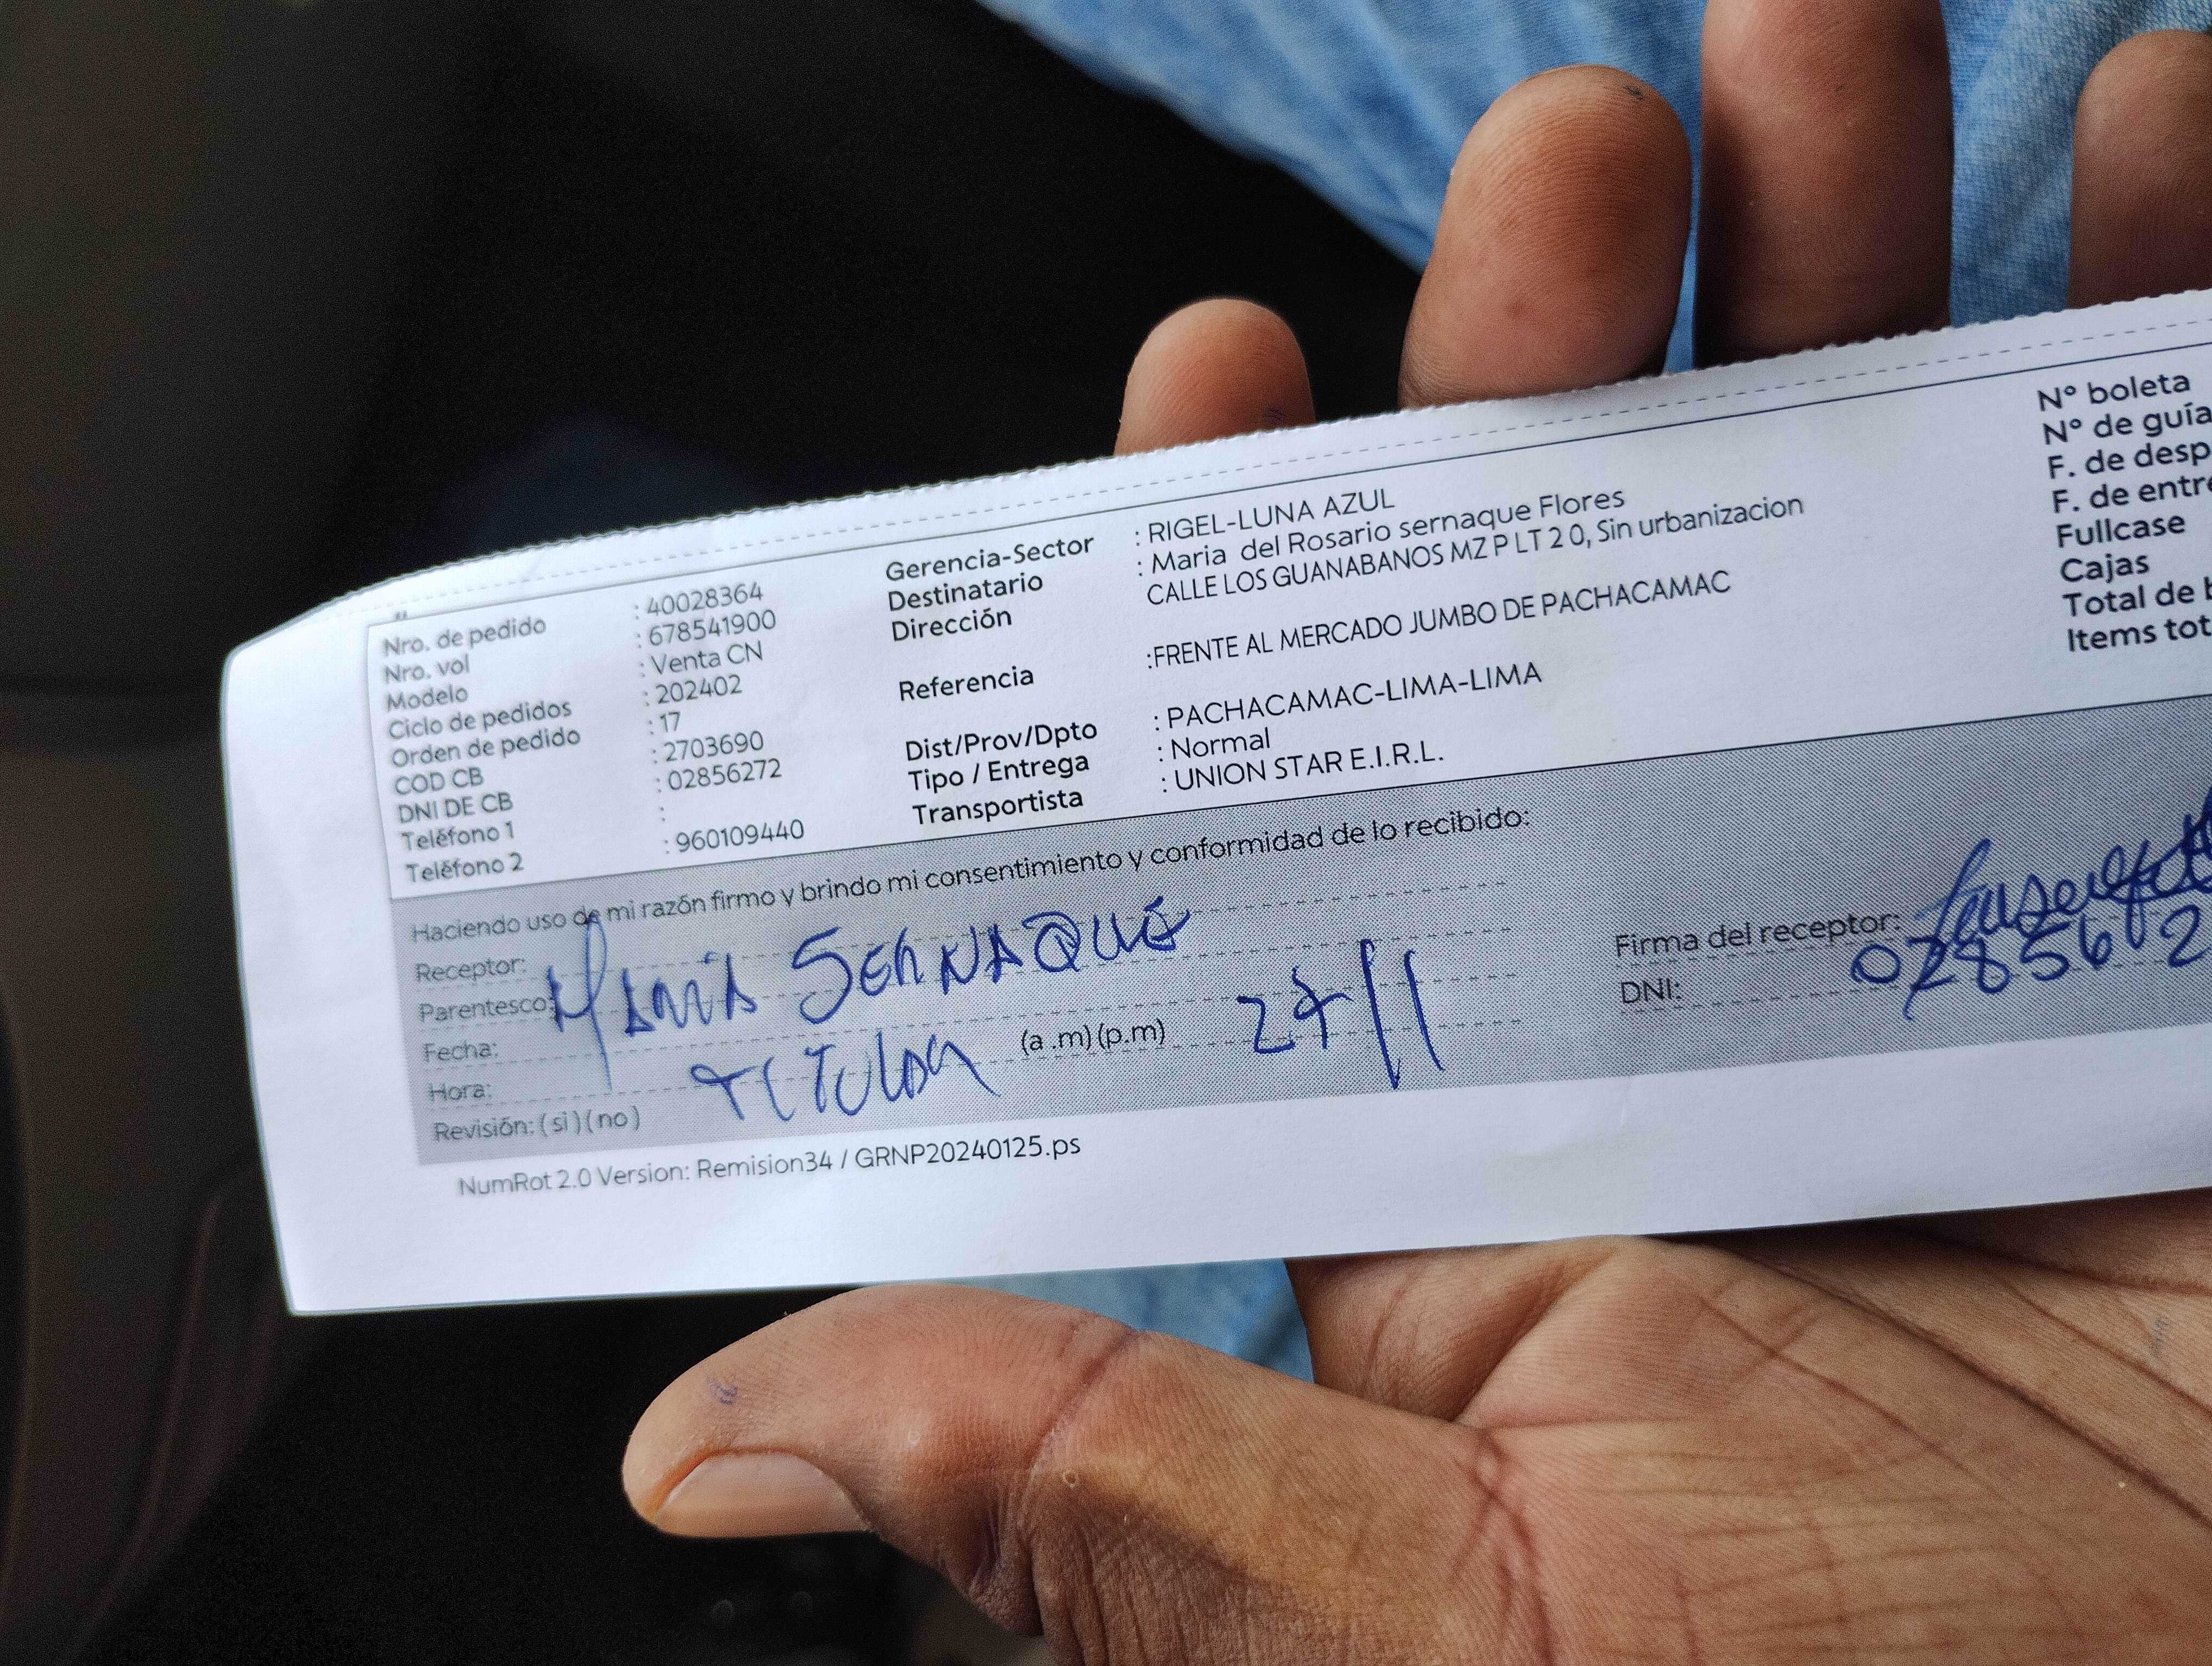 Nro. de pedido : 40028364
Nro. vol : 678541900
Modelo : Venta CN
Ciclo de pedidos : 202402
Orden de pedido : 17
COD CB : 2703690
DNI DE CB : 02856272
Teléfono 1 :
Teléfono 2 : 960109440
Gerencia-Sector : RIGEL-LUNA AZUL
Destinatario : Maria del Rosario sernaque Flores
Dirección CALLE LOS GUANABANOS MZ P LT 2 0, Sin urbanizacion
Referencia :FRENTE AL MERCADO JUMBO DE PACHACAMAC
Dist/Prov/Dpto : PACHACAMAC-LIMA-LIMA
Tipo / Entrega : Normal
Transportista : UNION STAR E.I.R.L.
N° boleta
N° de guía
F. de desp
F. de entre
Fullcase
Cajas
Total de b
Items tot
Haciendo uso de mi razón firmo y brindo mi consentimiento y conformidad de lo recibido:
Receptor: MARIA SERNAQUE
Parentesco:
Fecha:
Hora: (a .m) (p.m)
TITULAR
Revisión: ( si ) ( no )
Firma del receptor:
DNI: 028562
NumRot 2.0 Version: Remision34 / GRNP20240125.ps